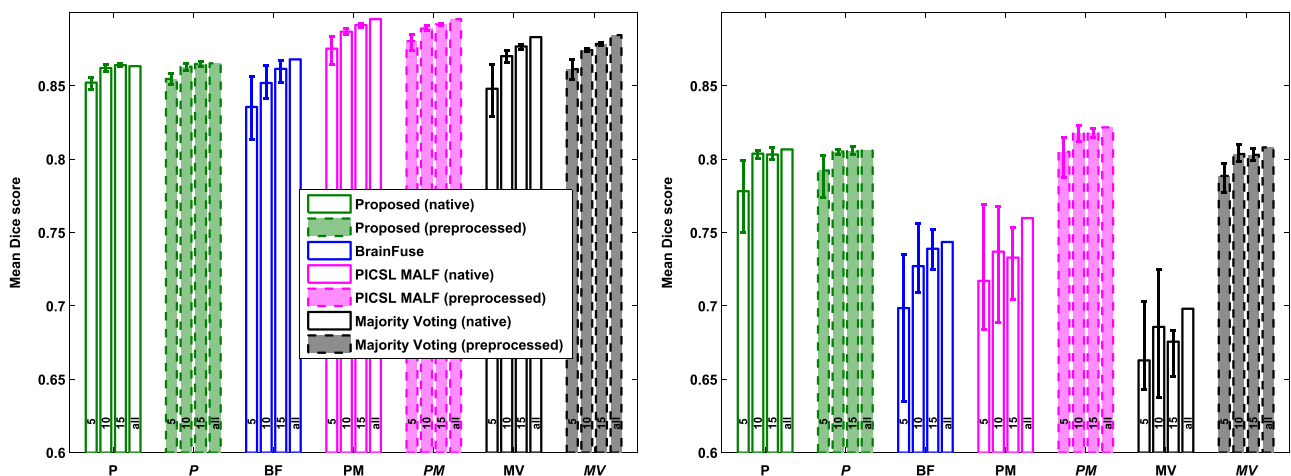 Mean Dice score
0.85
0.8
0.75
0.7
0.65
0.6
Proposed (native)
Proposed (preprocessed)
BrainFuse
PICSL MALF (native)
PICSL MALF (preprocessed)
Majority Voting (native)
Majority Voting (preprocessed)
5 10 15 all 5 10 15 all 5 10 15 all 5 10 15 all 5 10 15 all 5 10 15 all 5 10 15 all
P P BF PM PM MV MV
Mean Dice score
0.85
0.8
0.75
0.7
0.65
0.6
5 10 15 all 5 10 15 all 5 10 15 all 5 10 15 all 5 10 15 all 5 10 15 all 5 10 15 all
P P BF PM PM MV MV